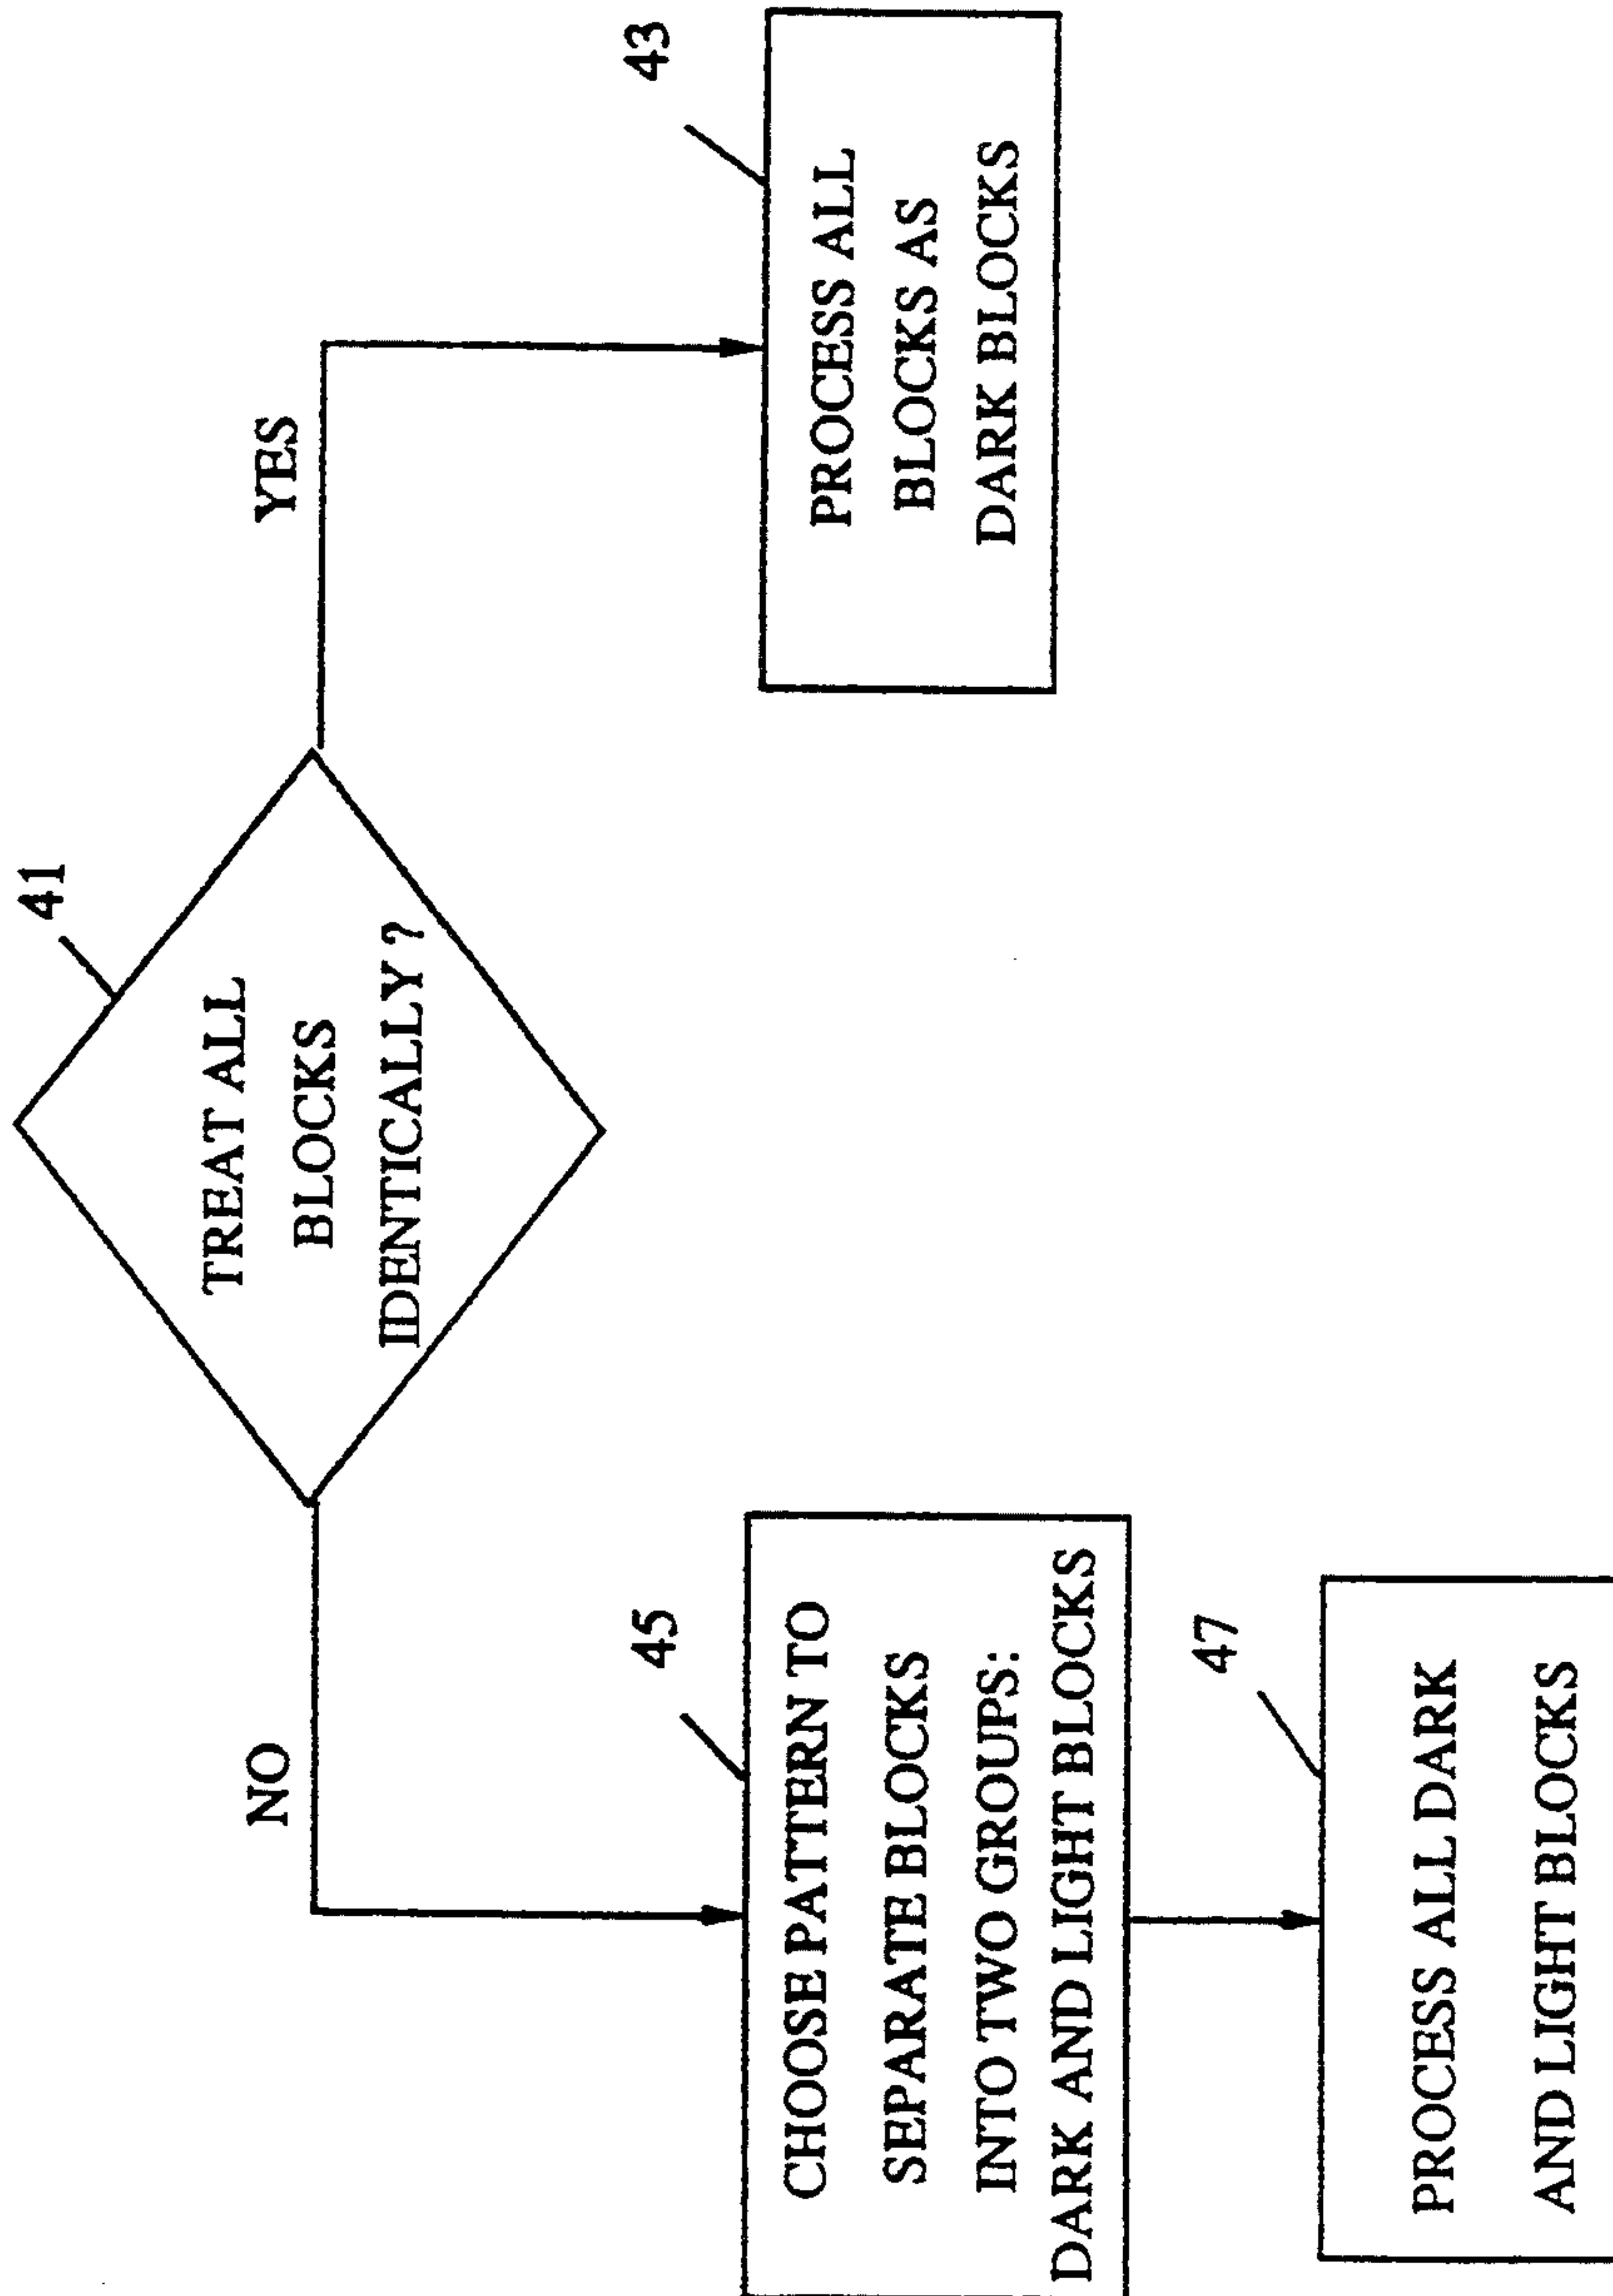 41
TREAT ALL
BLOCKS
IDENTICALLY ?
NO
YES
45
CHOOSE PATTERN TO
SEPARATE BLOCKS
INTO TWO GROUPS:
DARK AND LIGHT BLOCKS
43
PROCESS ALL
BLOCKS AS
DARK BLOCKS
47
PROCESS ALL DARK
AND LIGHT BLOCKS